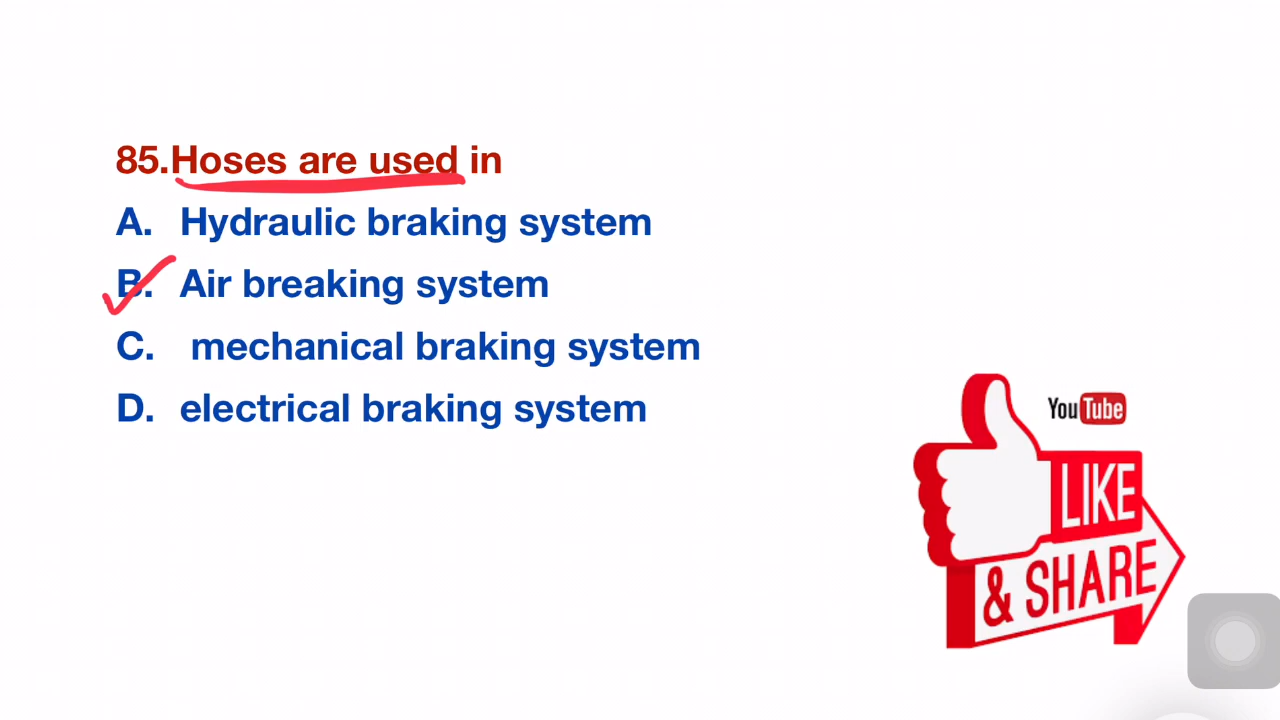 85.Hoses are used in
A. Hydraulic braking system
B. Air breaking system
C. mechanical braking system
D. electrical braking system
YouTube
LIKE
& SHARE